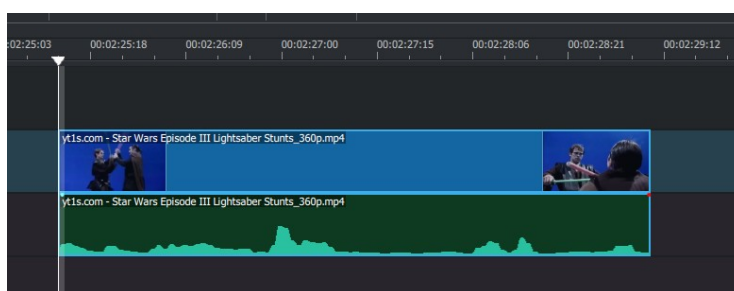 :02:25:03 00:02:25:18 00:02:26:09 00:02:27:00 00:02:27:15 00:02:28:06 00:02:28:21 00:02:29:12
yt1s.com - Star Wars Episode III Lightsaber Stunts_360p.mp4
yt1s.com - Star Wars Episode III Lightsaber Stunts_360p.mp4